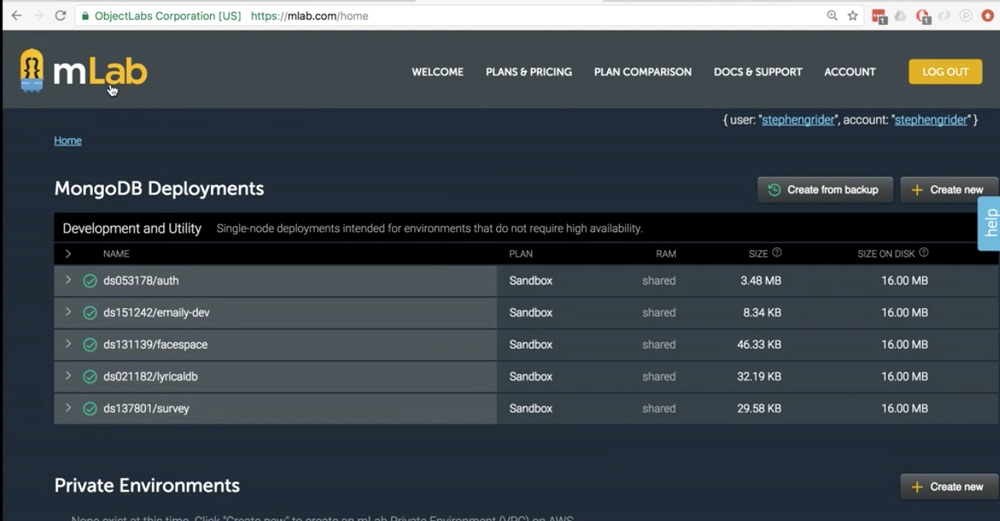 ObjectLabs Corporation [US] https://mlab.com/home
1 1
mLab WELCOME PLANS & PRICING PLAN COMPARISON DOCS & SUPPORT ACCOUNT LOG OUT
{ user: "stephengrider", account: "stephengrider" }
Home
MongoDB Deployments Create from backup + Create new
help
Development and Utility Single-node deployments intended for environments that do not require high availability.
NAME PLAN RAM SIZE SIZE ON DISK
ds053178/auth Sandbox shared 3.48 MB 16.00 MB
ds151242/emaily-dev Sandbox shared 8.34 KB 16.00 MB
ds131139/facespace Sandbox shared 46.33 KB 16.00 MB
ds021182/lyricaldb Sandbox shared 32.19 KB 16.00 MB
ds137801/survey Sandbox shared 29.58 KB 16.00 MB
Private Environments + Create new
None exist at this time. Click "Create new" to create an mLab Private Environment (VPC) on AWS